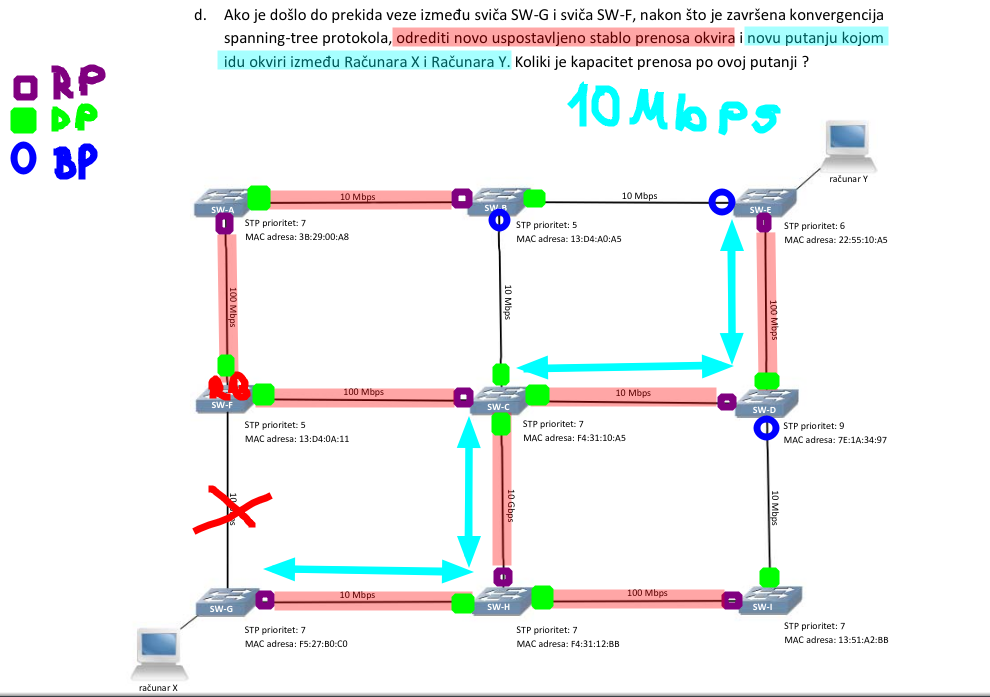 d. Ako je došlo do prekida veze između sviča SW-G i sviča SW-F, nakon što je završena konvergencija
spanning-tree protokola, odrediti novo uspostavljeno stablo prenosa okvira i novu putanju kojom
idu okviri između Računara X i Računara Y. Koliki je kapacitet prenosa po ovoj putanji ?
RP
DP
BP
10Mbps
računar Y
SW-A
10 Mbps
SW-B
10 Mbps
SW-E
STP prioritet: 7
MAC adresa: 3B:29:00:A8
STP prioritet: 5
MAC adresa: 13:D4:A0:A5
STP prioritet: 6
MAC adresa: 22:55:10:A5
100 Mbps
10 Mbps
100 Mbps
SW-F
100 Mbps
SW-C
10 Mbps
SW-D
STP prioritet: 5
MAC adresa: 13:D4:0A:11
STP prioritet: 7
MAC adresa: F4:31:10:A5
STP prioritet: 9
MAC adresa: 7E:1A:34:97
10 Gbps
10 Mbps
SW-G
10 Mbps
SW-H
100 Mbps
SW-I
STP prioritet: 7
MAC adresa: F5:27:B0:C0
STP prioritet: 7
MAC adresa: F4:31:12:BB
STP prioritet: 7
MAC adresa: 13:51:A2:BB
računar X